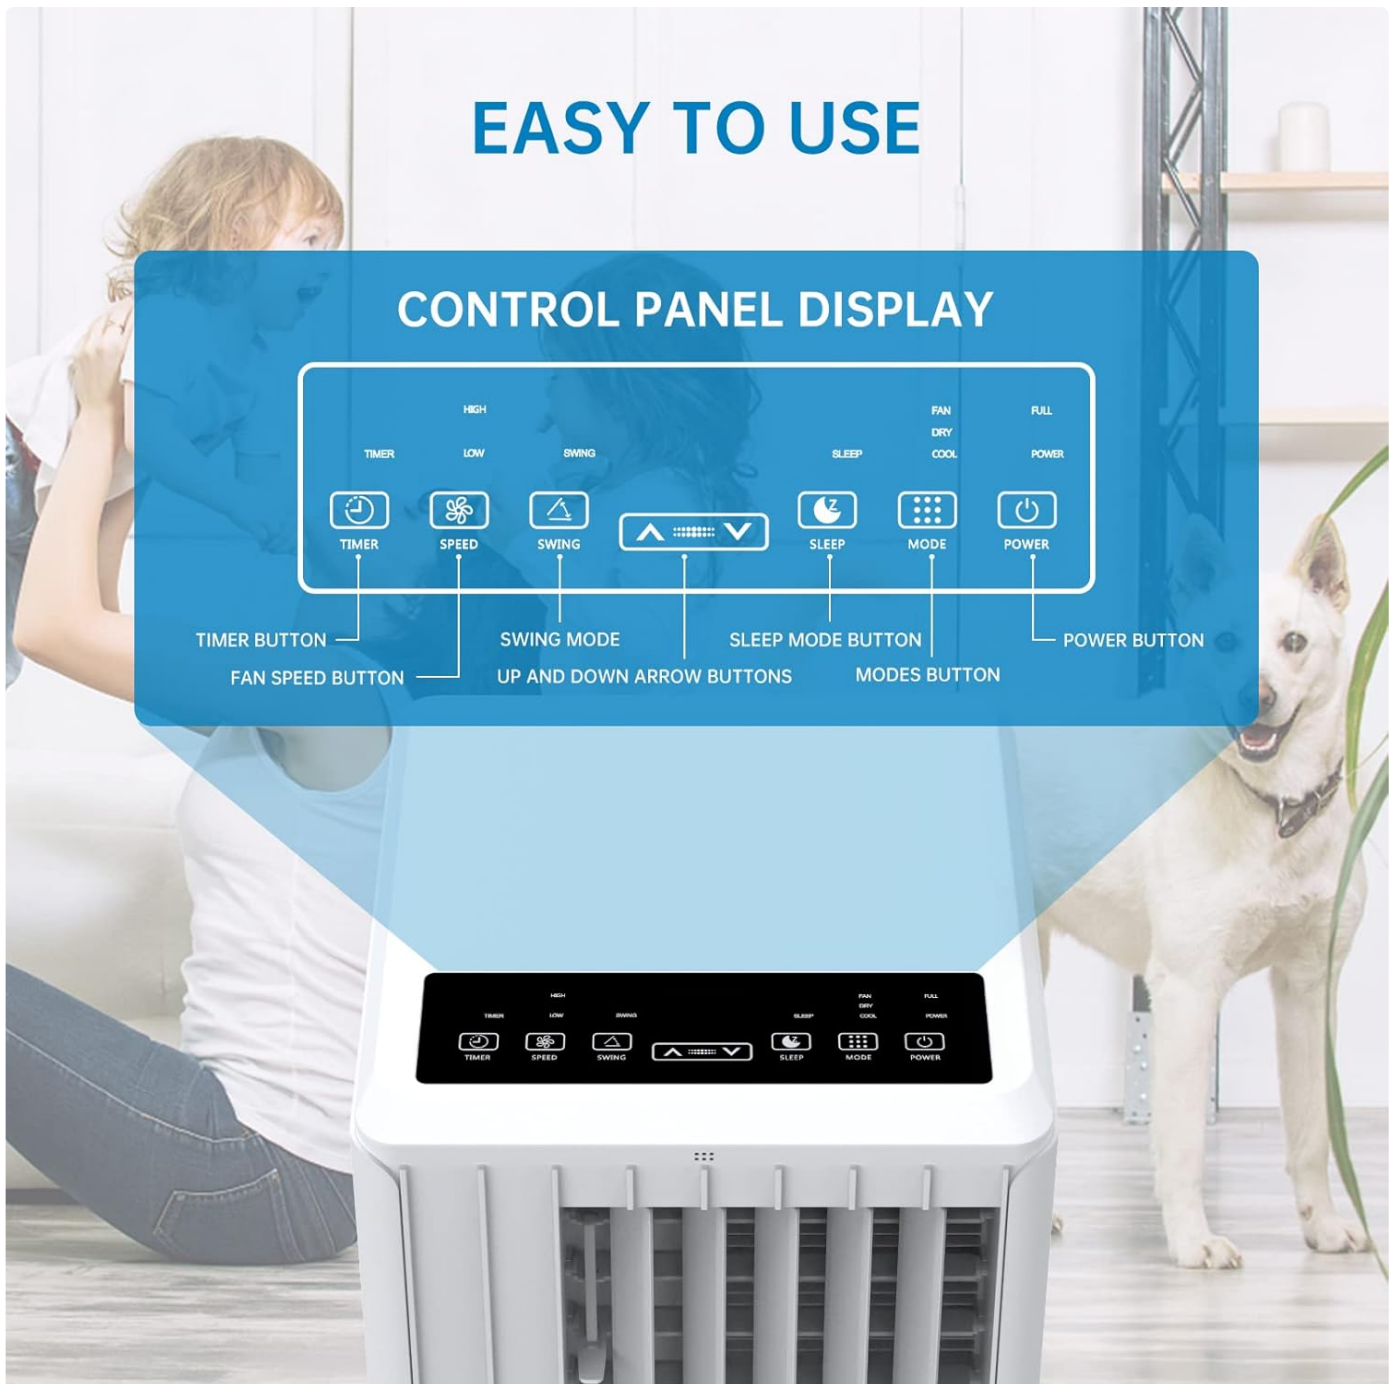 EASY TO USE
CONTROL PANEL DISPLAY
HIGH FAN FULL
DRY
TIMER LOW SWING SLEEP COOL POWER
TIMER SPEED SWING SLEEP MODE POWER
TIMER BUTTON SWING MODE SLEEP MODE BUTTON POWER BUTTON
FAN SPEED BUTTON UP AND DOWN ARROW BUTTONS MODES BUTTON
HIGH FAN FULL
DRY
TIMER LOW SWING SLEEP COOL POWER
TIMER SPEED SWING SLEEP MODE POWER